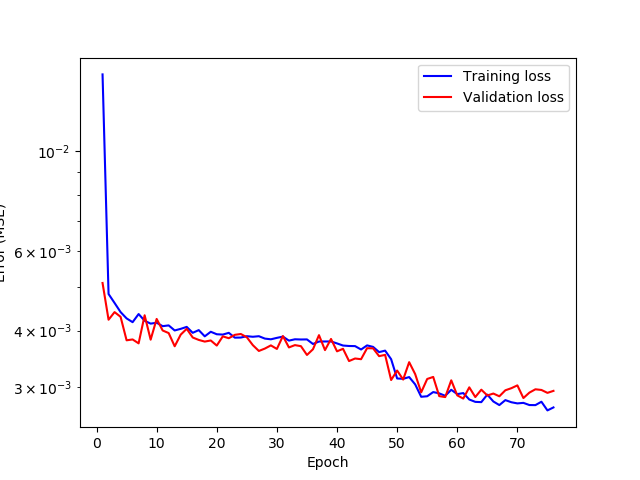 Training loss
Validation loss
10⁻²
6 × 10⁻³
4 × 10⁻³
3 × 10⁻³
Error (MSE)
0 10 20 30 40 50 60 70
Epoch